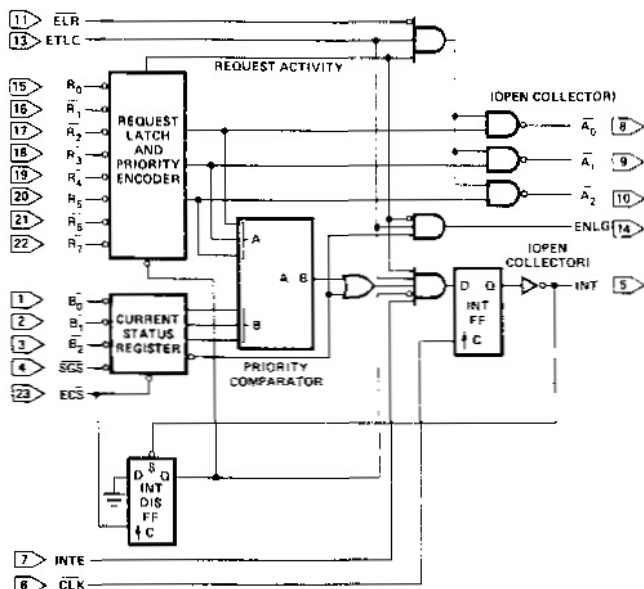 11 ELR
13 ETLC
REQUEST ACTIVITY
15 R0
16 R1
17 R2
18 R3
19 R4
20 R5
21 R6
22 R7
REQUEST
LATCH
AND
PRIORITY
ENCODER
(OPEN COLLECTOR)
A0 8
A1 9
A2 10
ENLG 14
A
A B
B
PRIORITY
COMPARATOR
1 B0
2 B1
3 B2
4 SGS
23 ECS
CURRENT
STATUS
REGISTER
(OPEN
COLLECTOR)
D Q
INT
FF
C
INT 5
S
D Q
INT
DIS
FF
C
7 INTE
6 CLK